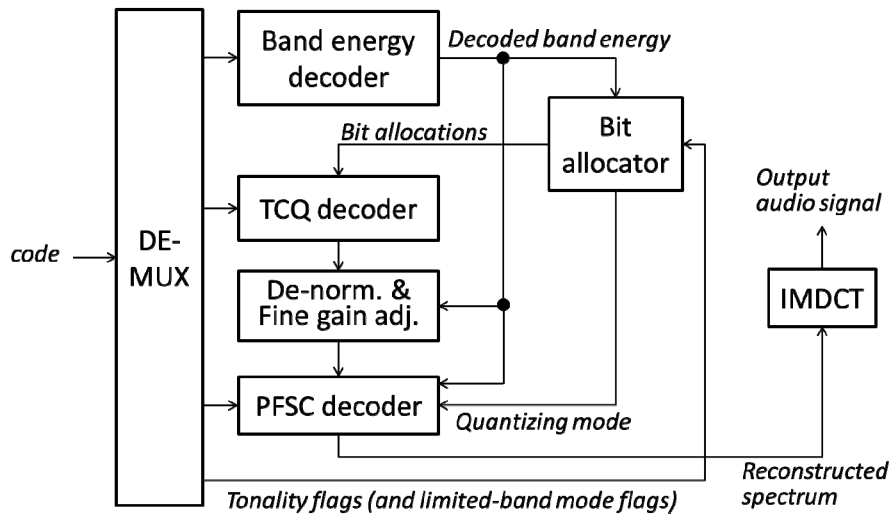 Band energy
decoder
Decoded band energy
Bit allocations
Bit
allocator
TCQ decoder
Output
audio signal
code
DE-
MUX
De-norm. &
Fine gain adj.
IMDCT
PFSC decoder
Quantizing mode
Reconstructed
spectrum
Tonality flags (and limited-band mode flags)